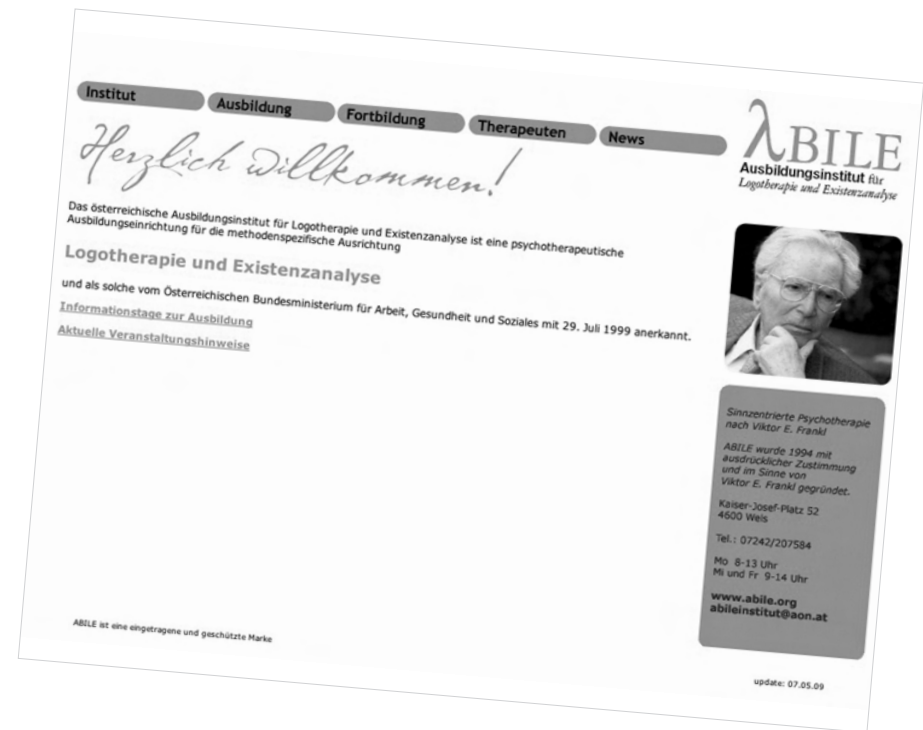 Institut
Ausbildung
Fortbildung
Therapeuten
News
λBILE
Ausbildungsinstitut für
Logotherapie und Existenzanalyse
Herzlich willkommen!
Das österreichische Ausbildungsinstitut für Logotherapie und Existenzanalyse ist eine psychotherapeutische
Ausbildungseinrichtung für die methodenspezifische Ausrichtung
Logotherapie und Existenzanalyse
und als solche vom Österreichischen Bundesministerium für Arbeit, Gesundheit und Soziales mit 29. Juli 1999 anerkannt.
Informationstage zur Ausbildung
Aktuelle Veranstaltungshinweise
Sinnzentrierte Psychotherapie
nach Viktor E. Frankl
ABILE wurde 1994 mit
ausdrücklicher Zustimmung
und im Sinne von
Viktor E. Frankl gegründet.
Kaiser-Josef-Platz 52
4600 Wels
Tel.: 07242/207584
Mo 8-13 Uhr
Mi und Fr 9-14 Uhr
www.abile.org
abileinstitut@aon.at
ABILE ist eine eingetragene und geschützte Marke
update: 07.05.09